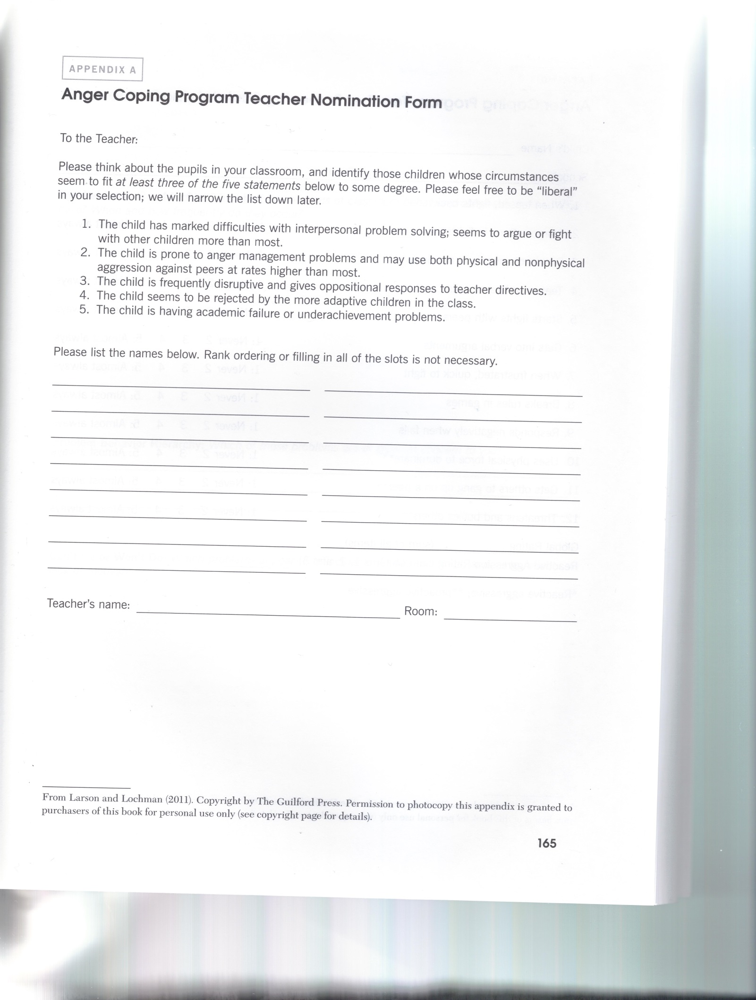 APPENDIX A
Anger Coping Program Teacher Nomination Form
To the Teacher:
Please think about the pupils in your classroom, and identify those children whose circumstances
seem to fit at least three of the five statements below to some degree. Please feel free to be “liberal”
in your selection; we will narrow the list down later.
1. The child has marked difficulties with interpersonal problem solving; seems to argue or fight
with other children more than most.
2. The child is prone to anger management problems and may use both physical and nonphysical
aggression against peers at rates higher than most.
3. The child is frequently disruptive and gives oppositional responses to teacher directives.
4. The child seems to be rejected by the more adaptive children in the class.
5. The child is having academic failure or underachievement problems.
Please list the names below. Rank ordering or filling in all of the slots is not necessary.
Teacher’s name: Room:
From Larson and Lochman (2011). Copyright by The Guilford Press. Permission to photocopy this appendix is granted to
purchasers of this book for personal use only (see copyright page for details).
165